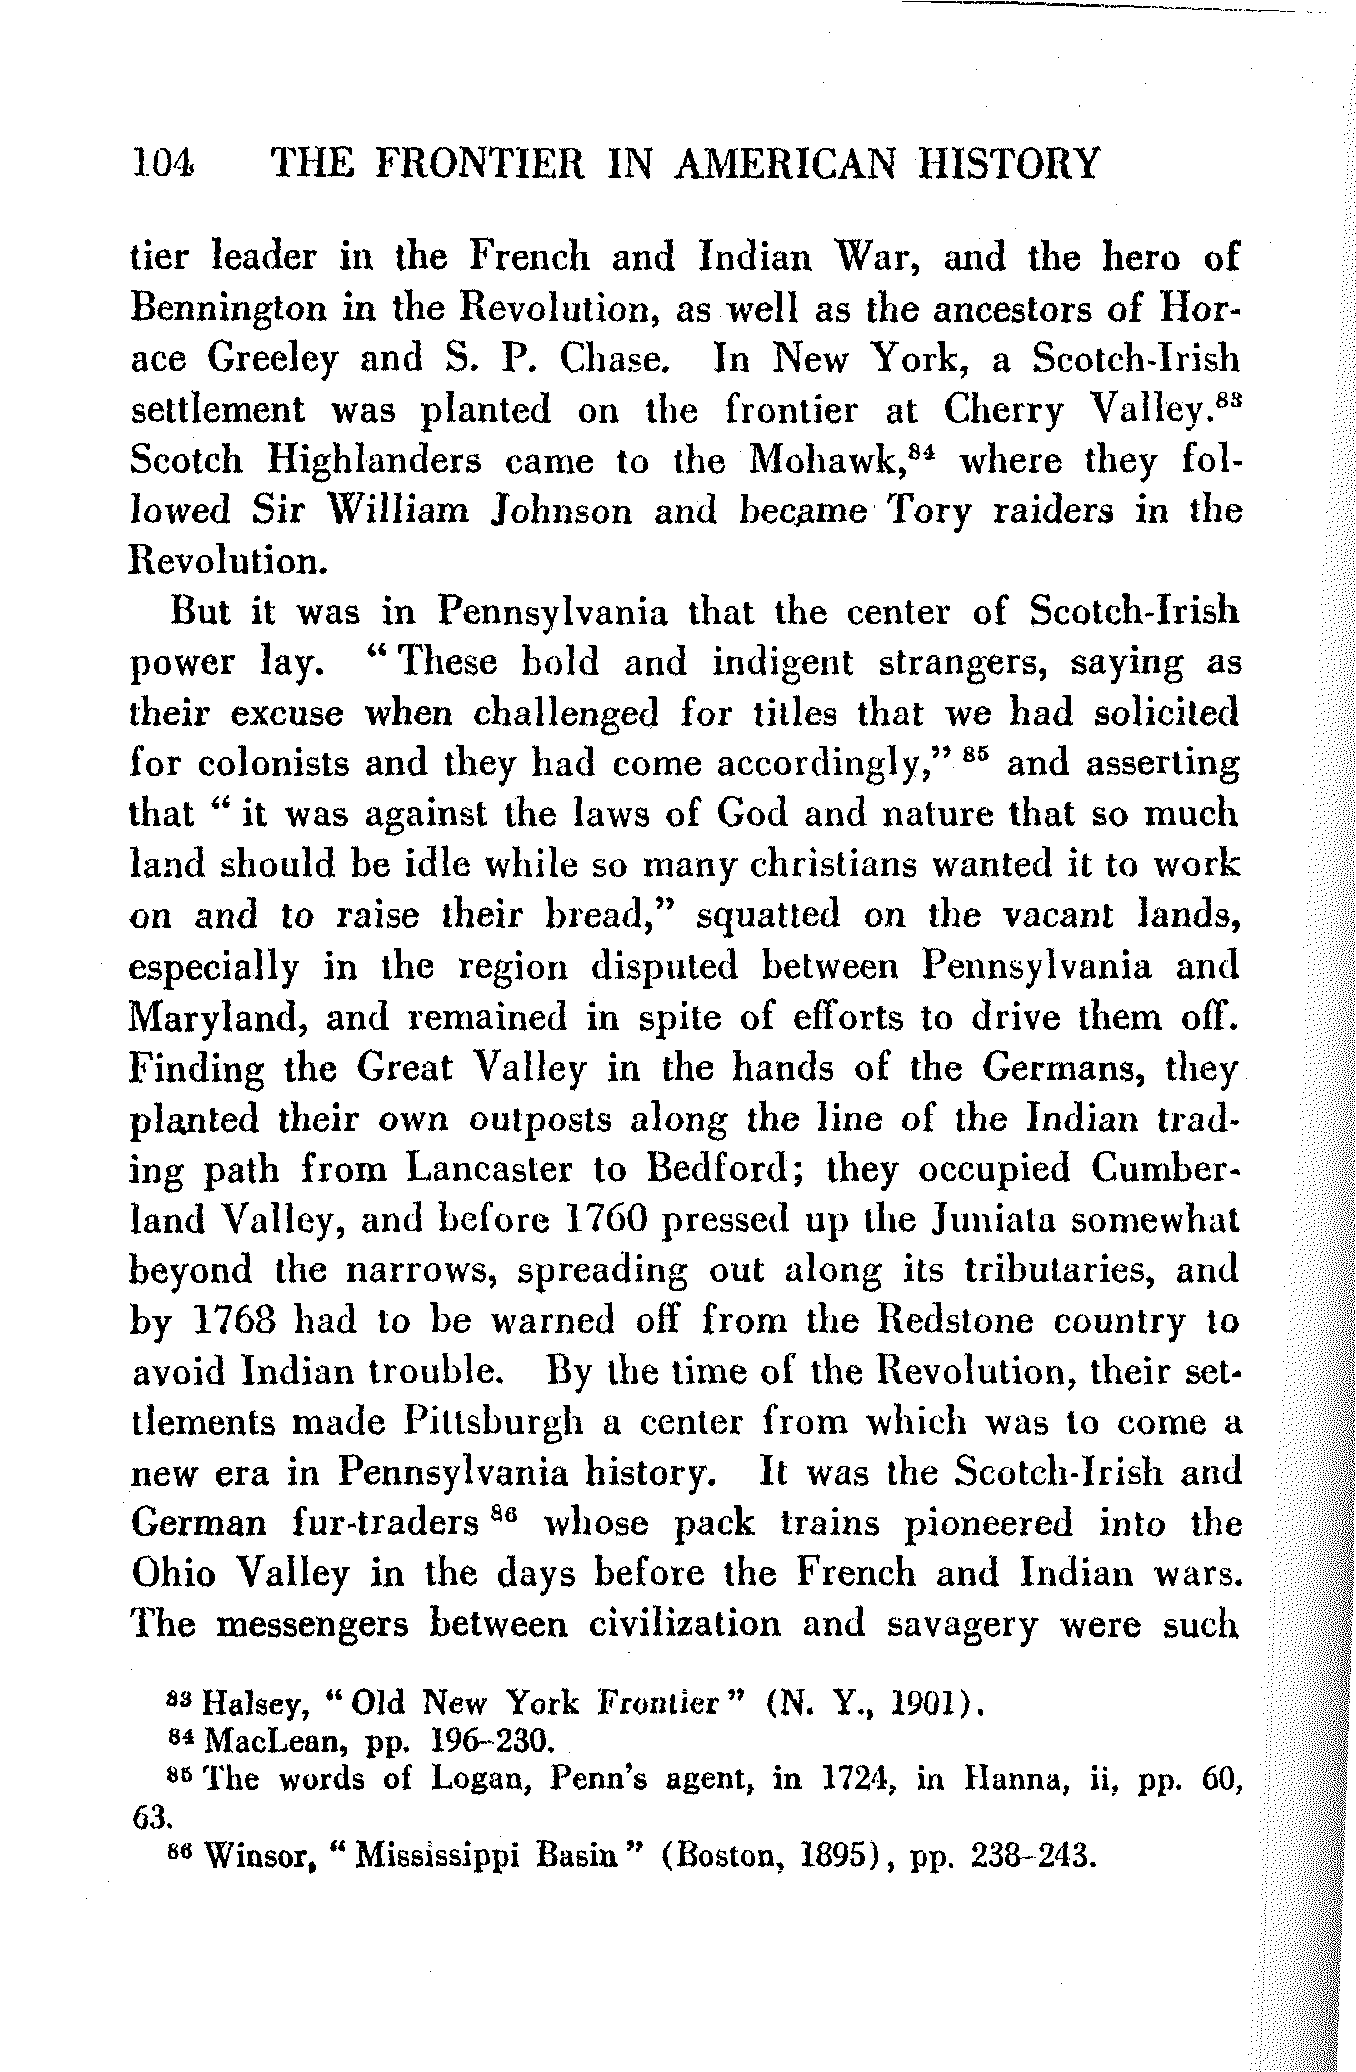 104 THE FRONTIER IN AMERICAN HISTORY
tier leader in the French and Indian War, and the hero of
Bennington in the Revolution, as well as the ancestors of Hor-
ace Greeley and S. P. Chase. In New York, a Scotch-Irish
settlement was planted on the frontier at Cherry Valley.⁸³
Scotch Highlanders came to the Mohawk,⁸⁴ where they fol-
lowed Sir William Johnson and became Tory raiders in the
Revolution.
But it was in Pennsylvania that the center of Scotch-Irish
power lay. “ These bold and indigent strangers, saying as
their excuse when challenged for titles that we had solicited
for colonists and they had come accordingly,” ⁸⁵ and asserting
that “ it was against the laws of God and nature that so much
land should be idle while so many christians wanted it to work
on and to raise their bread,” squatted on the vacant lands,
especially in the region disputed between Pennsylvania and
Maryland, and remained in spite of efforts to drive them off.
Finding the Great Valley in the hands of the Germans, they
planted their own outposts along the line of the Indian trad-
ing path from Lancaster to Bedford; they occupied Cumber-
land Valley, and before 1760 pressed up the Juniata somewhat
beyond the narrows, spreading out along its tributaries, and
by 1768 had to be warned off from the Redstone country to
avoid Indian trouble. By the time of the Revolution, their set-
tlements made Pittsburgh a center from which was to come a
new era in Pennsylvania history. It was the Scotch-Irish and
German fur-traders ⁸⁶ whose pack trains pioneered into the
Ohio Valley in the days before the French and Indian wars.
The messengers between civilization and savagery were such
⁸³ Halsey, “ Old New York Frontier ” (N. Y., 1901).
⁸⁴ MacLean, pp. 196–230.
⁸⁵ The words of Logan, Penn’s agent, in 1724, in Hanna, ii, pp. 60,
63.
⁸⁶ Winsor, “ Mississippi Basin ” (Boston, 1895), pp. 238–243.